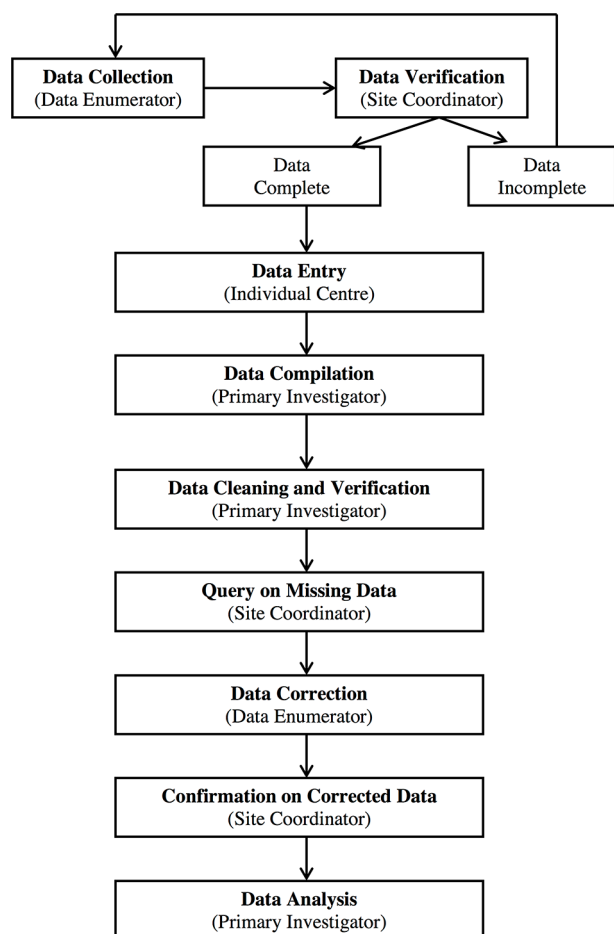 Data Collection
(Data Enumerator)
Data Verification
(Site Coordinator)
Data
Complete
Data
Incomplete
Data Entry
(Individual Centre)
Data Compilation
(Primary Investigator)
Data Cleaning and Verification
(Primary Investigator)
Query on Missing Data
(Site Coordinator)
Data Correction
(Data Enumerator)
Confirmation on Corrected Data
(Site Coordinator)
Data Analysis
(Primary Investigator)